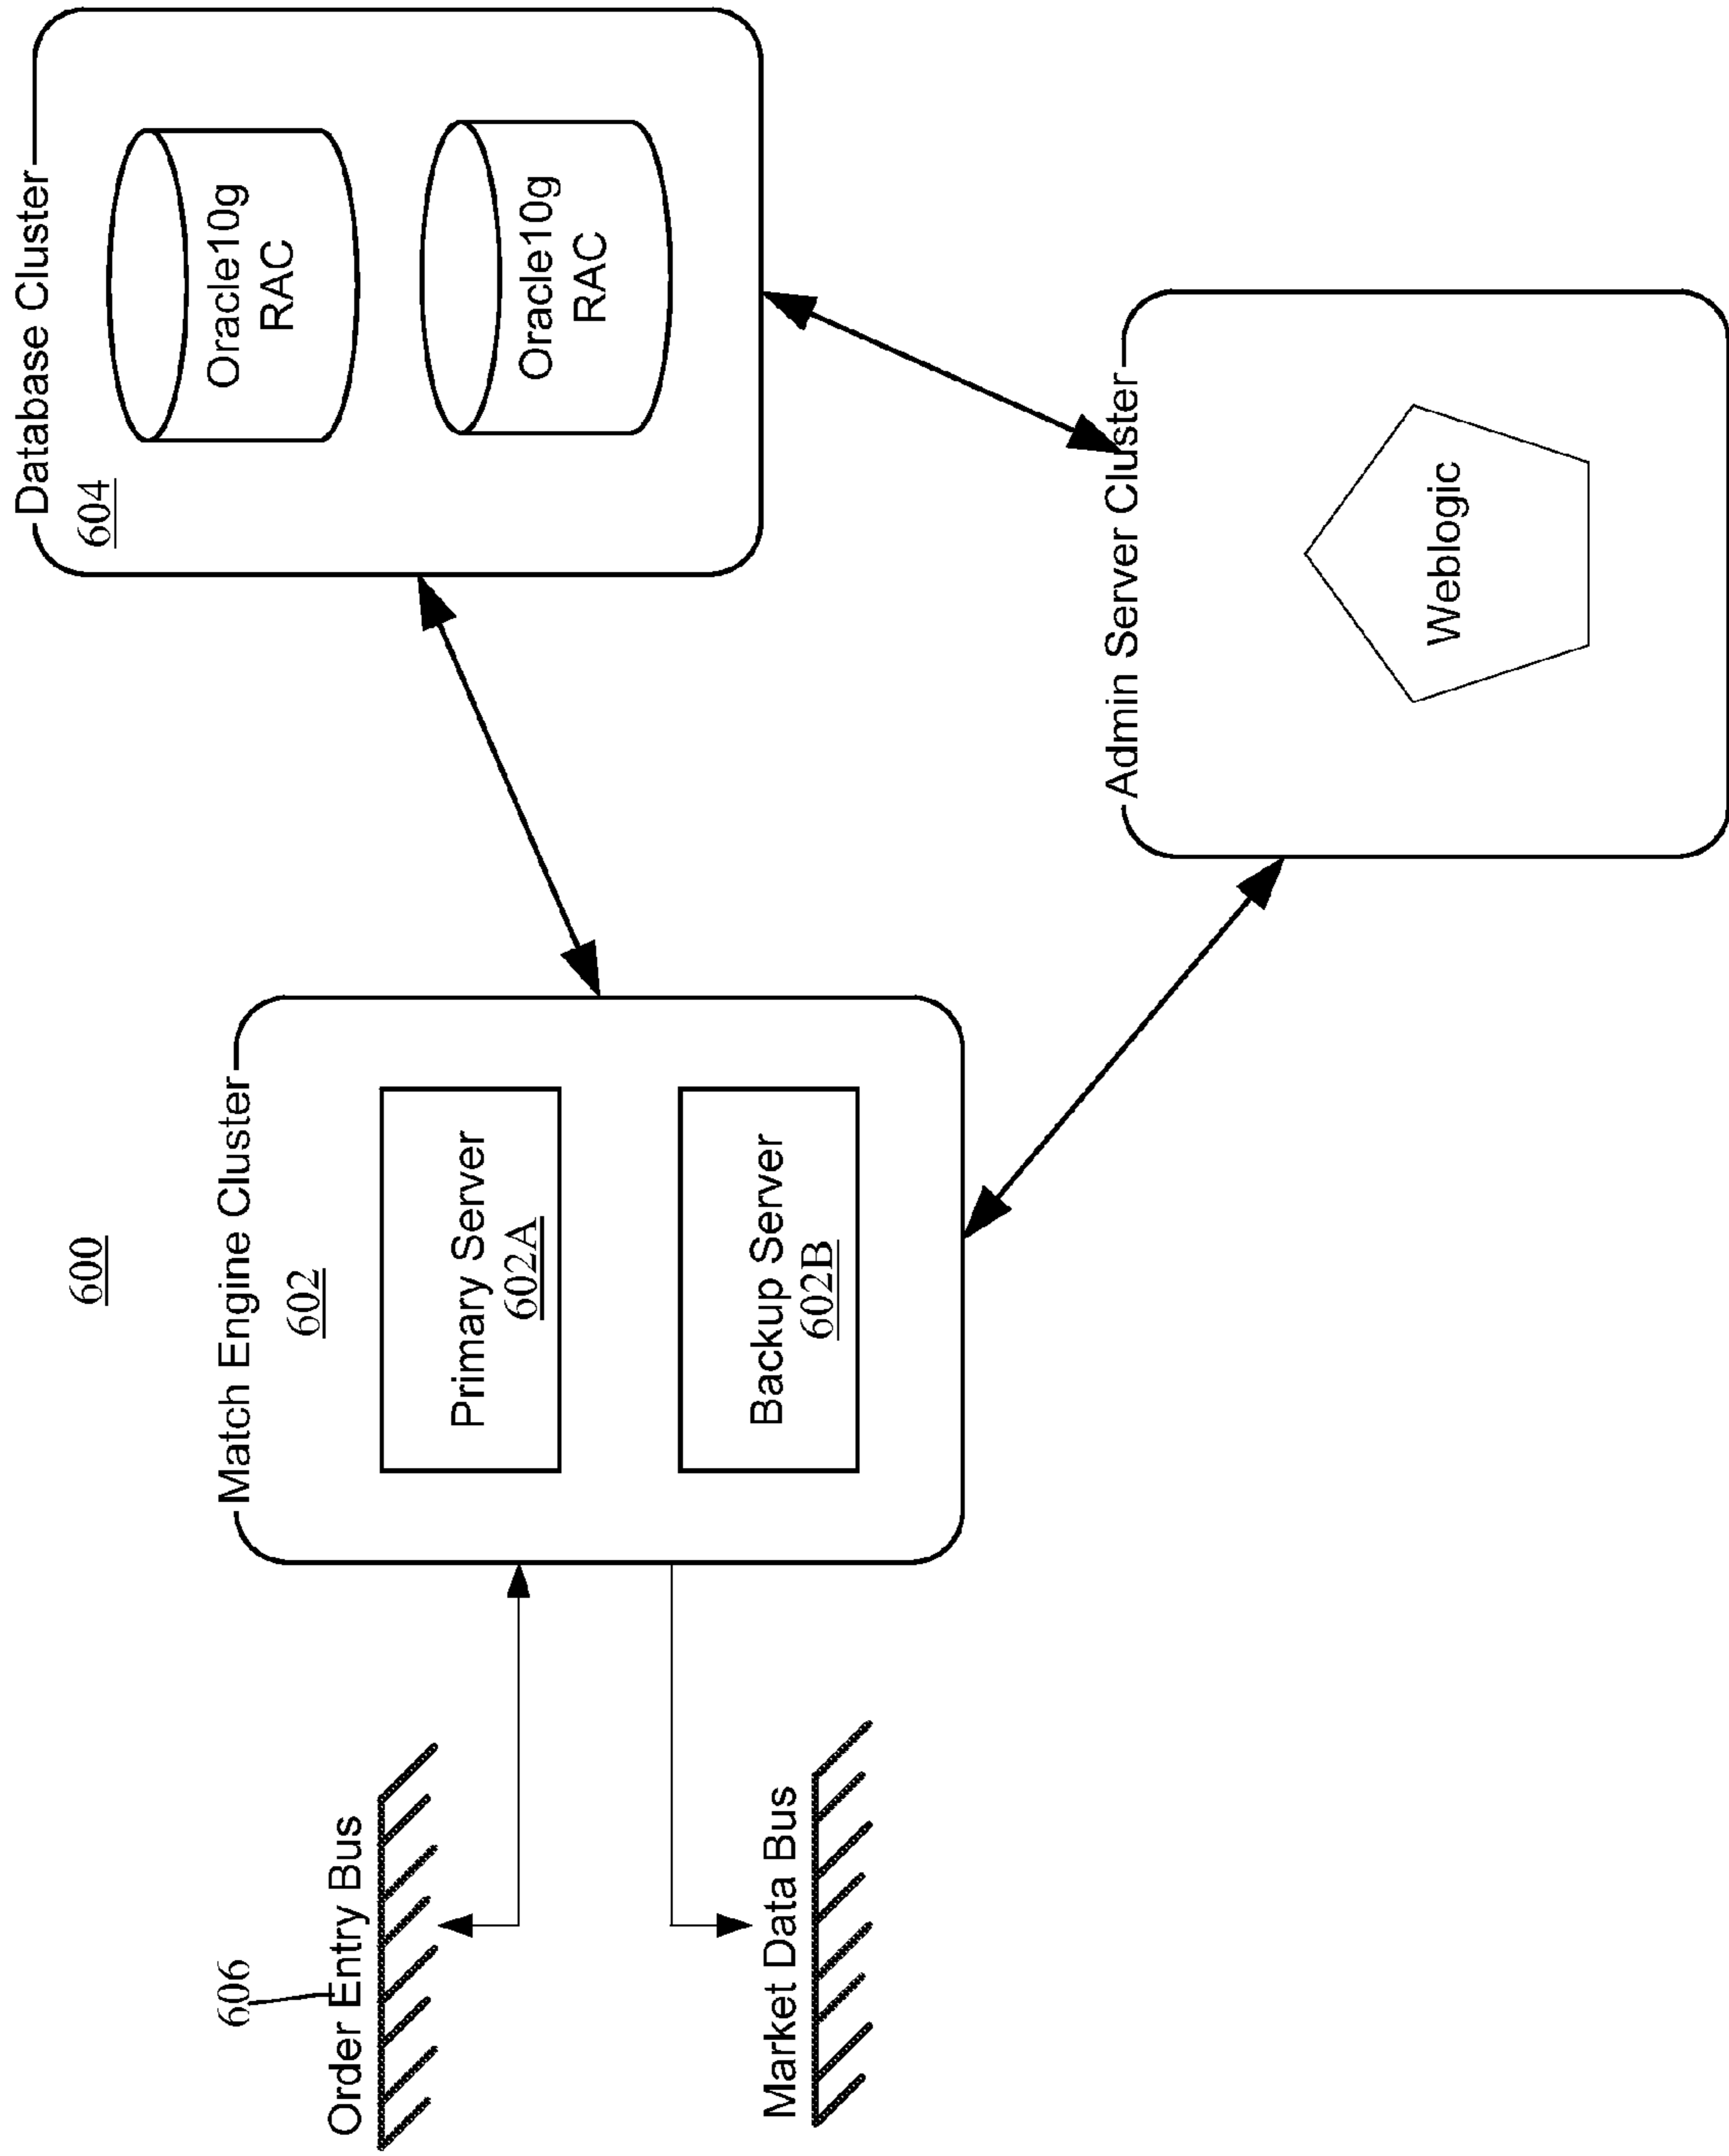 600
Order Entry Bus
606
Market Data Bus
Match Engine Cluster
602
Primary Server
602A
Backup Server
602B
Database Cluster
604
Oracle10g
RAC
Oracle10g
RAC
Admin Server Cluster
Weblogic